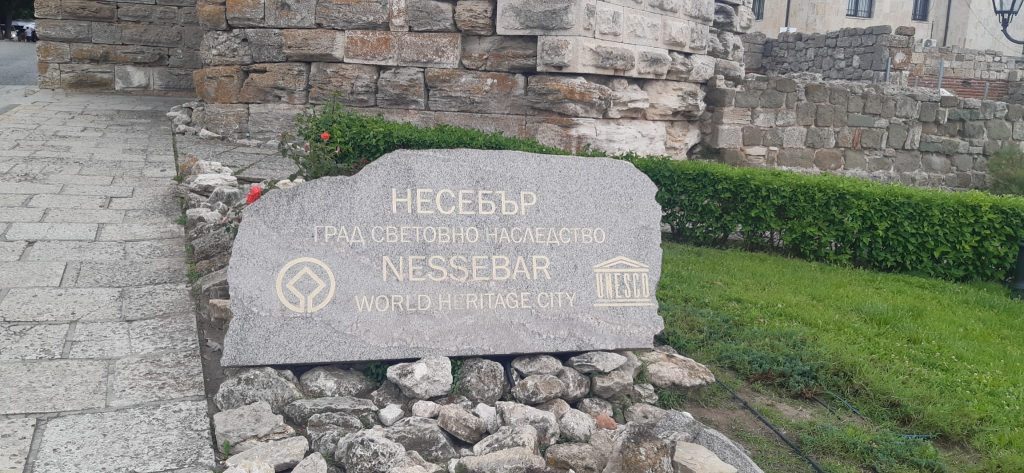 НЕСЕБЪР
ГРАД СВЕТОВНО НАСЛЕДСТВО
NESSEBAR
WORLD HERITAGE CITY
UNESCO